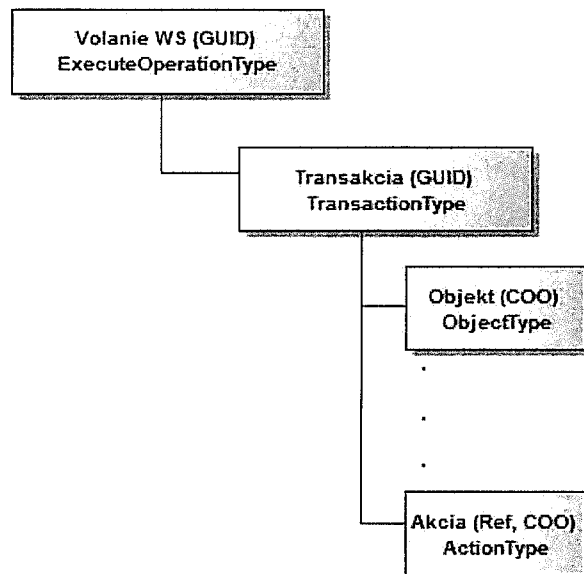 Volanie WS (GUID)
ExecuteOperationType
Transakcia (GUID)
TransactionType
Objekt (COO)
ObjectType
.
.
.
Akcia (Ref, COO)
ActionType